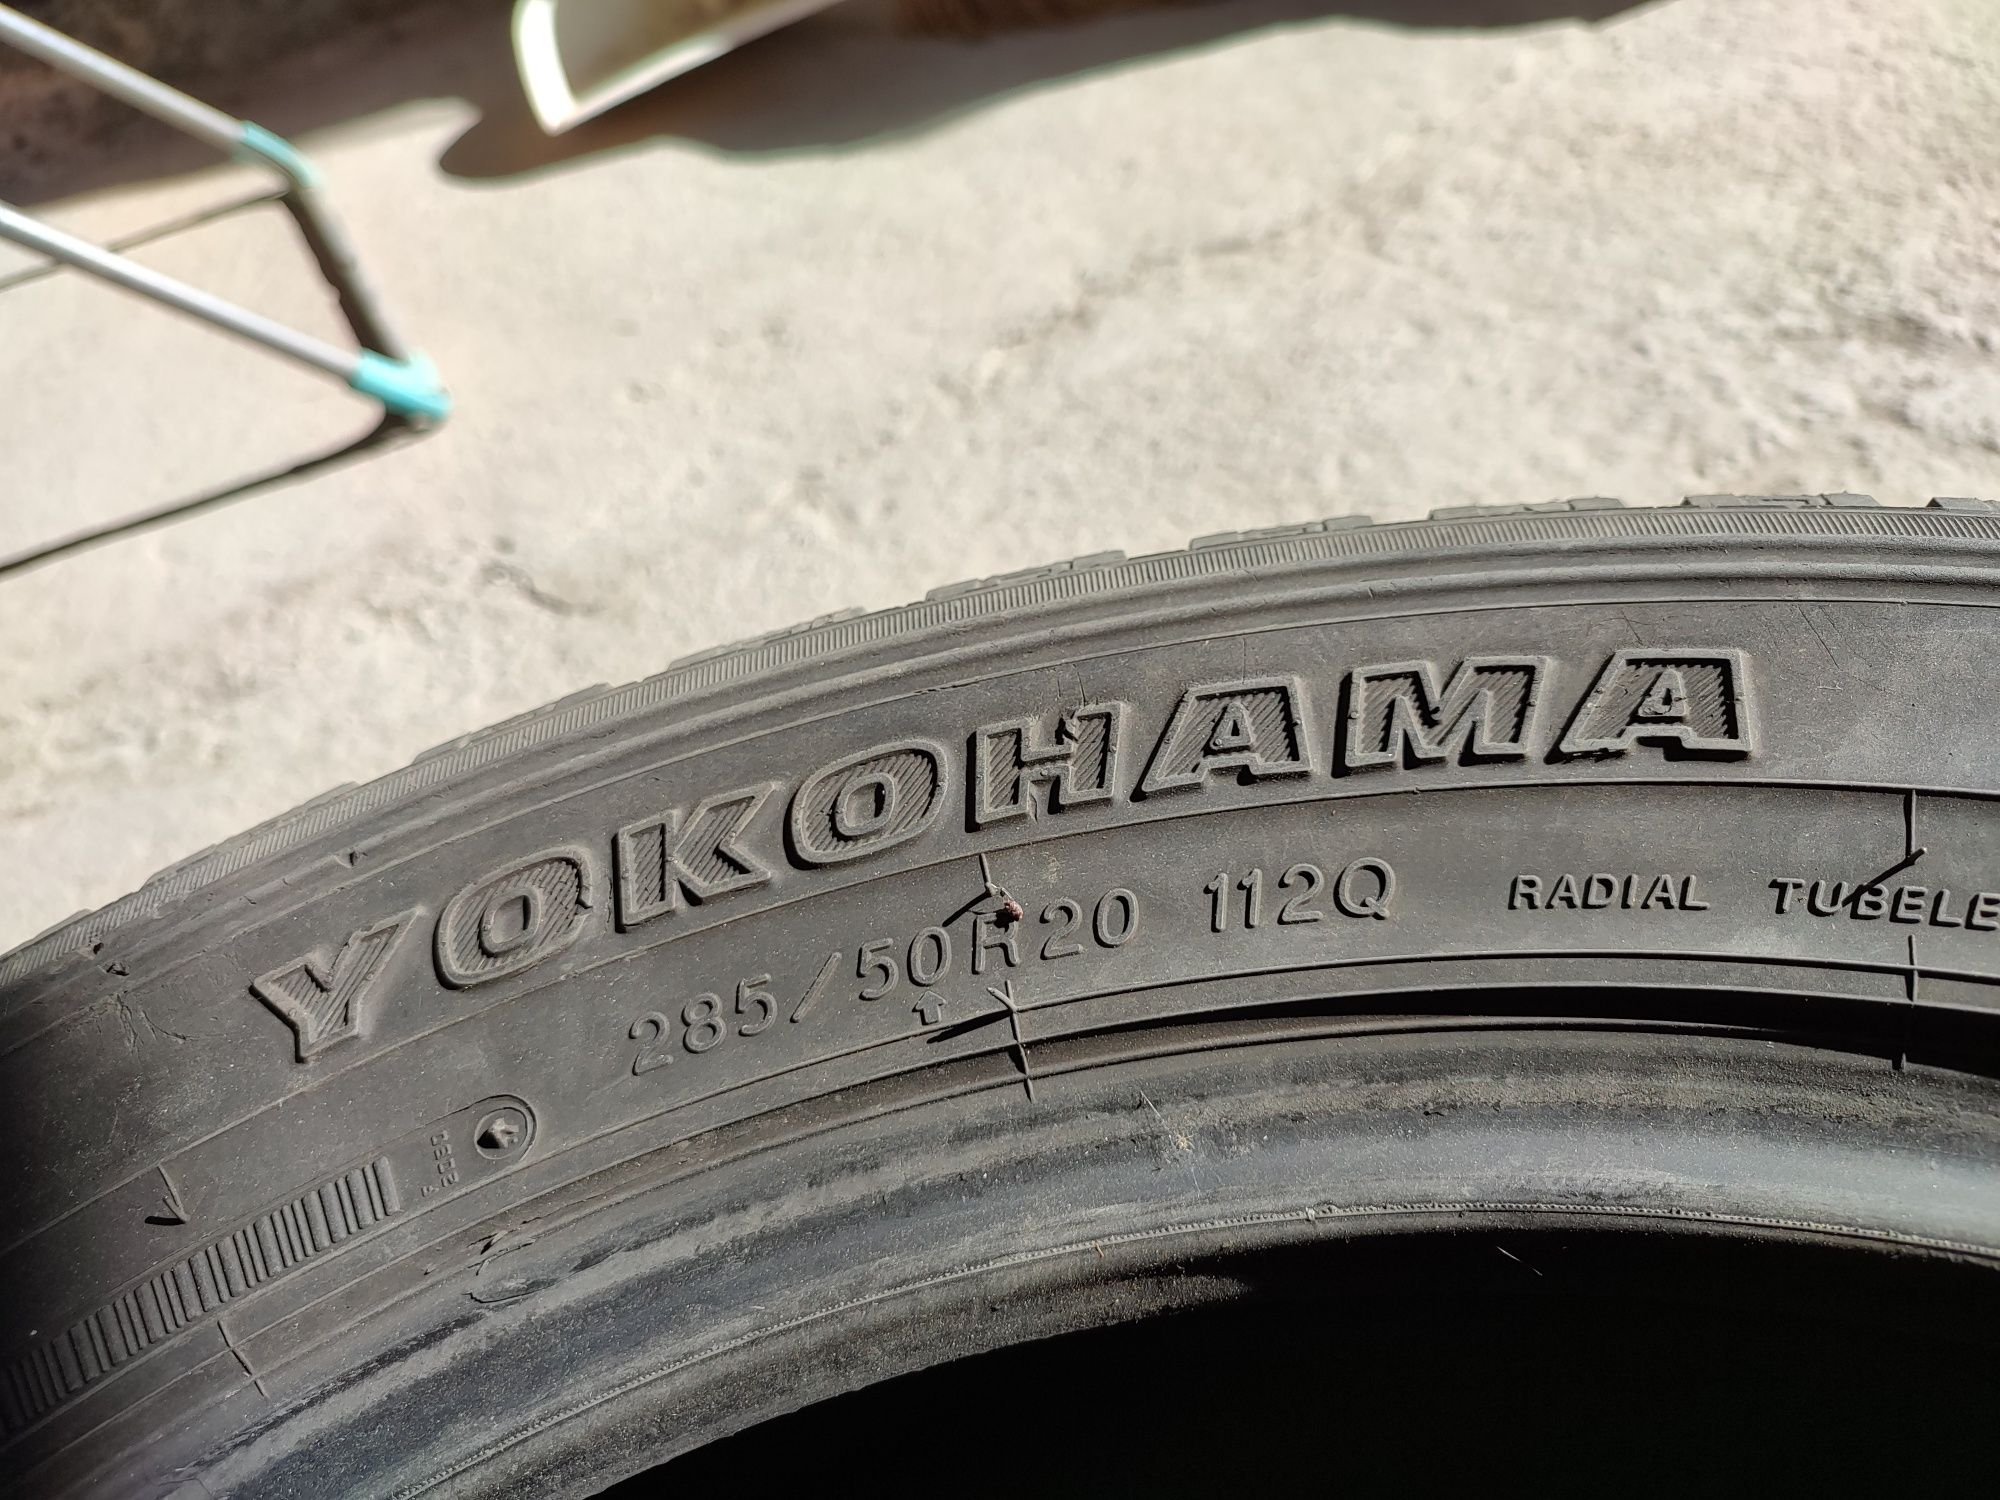 YOKOHAMA
285/50R20 112Q RADIAL TUBELE